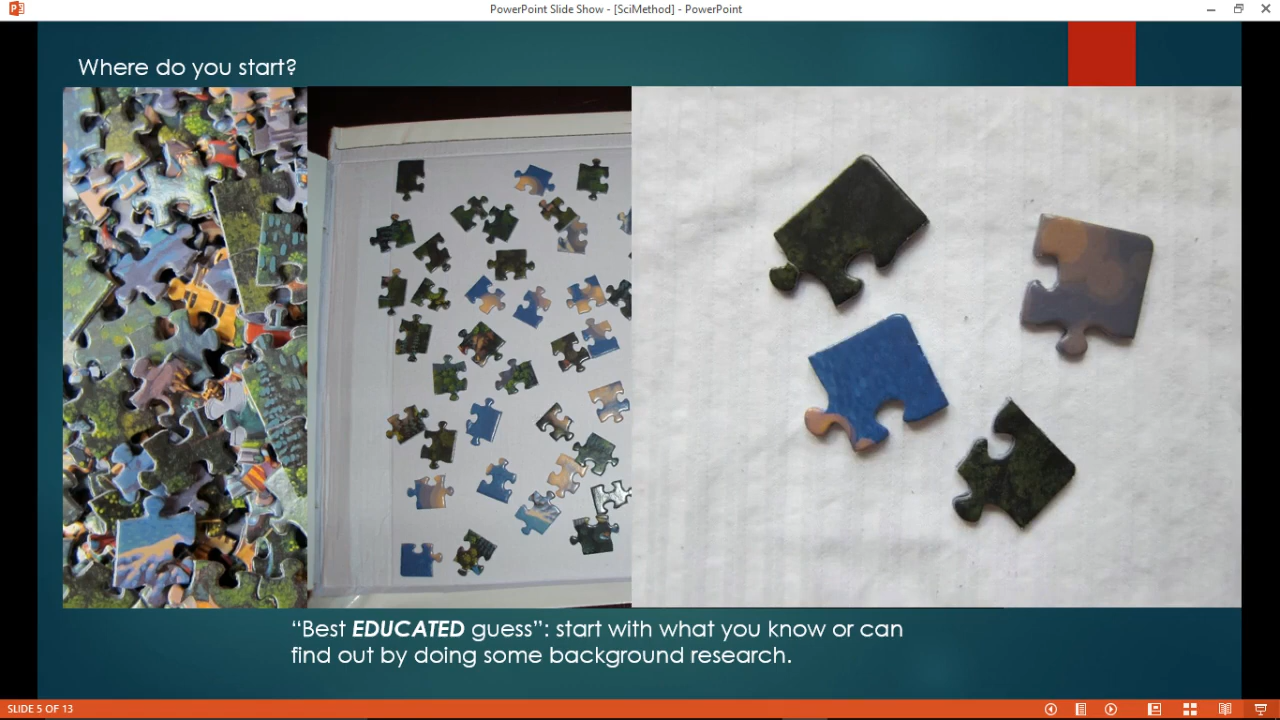 PowerPoint Slide Show - [SciMethod] - PowerPoint
Where do you start?
“Best EDUCATED guess”: start with what you know or can
find out by doing some background research.
SLIDE 5 OF 13